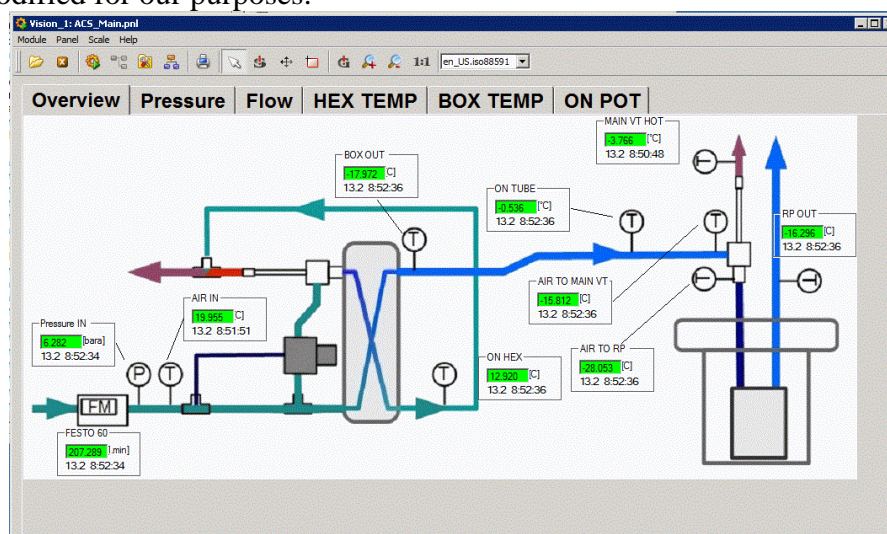 odified for our purposes.
Vision_1: ACS_Main.pnl
Module Panel Scale Help
1:1 en_US.iso88591
Overview Pressure Flow HEX TEMP BOX TEMP ON POT
MAIN VT HOT
-3.766 [°C]
13.2 8:50:48
BOX OUT
-17.972 [C]
13.2 8:52:36
ON TUBE
-0.536 [°C]
13.2 8:52:36
RP OUT
-16.296 [C]
13.2 8:52:36
T
T
T
T
T
T
AIR TO MAIN VT
-15.812 [C]
13.2 8:52:36
AIR IN
19.955 C]
13.2 8:51:51
Pressure IN
6.282 [bara]
13.2 8:52:34
ON HEX
12.920 [C]
13.2 8:52:36
AIR TO RP
-28.053 [C]
13.2 8:52:36
P
T
T
FM
FESTO 60
207.289 l.min]
13.2 8:52:34